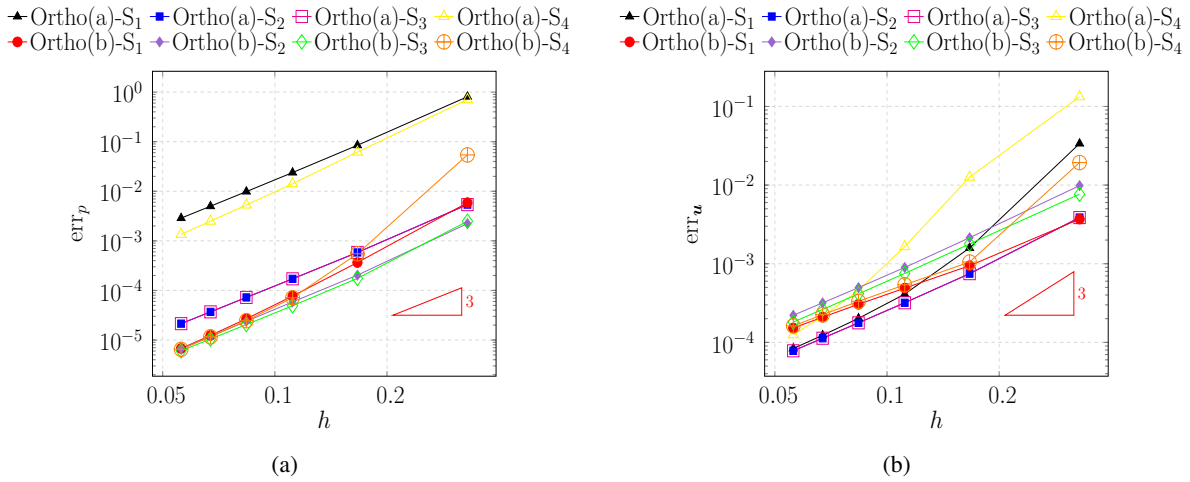 Ortho(a)-S1 Ortho(a)-S2 Ortho(a)-S3 Ortho(a)-S4
Ortho(b)-S1 Ortho(b)-S2 Ortho(b)-S3 Ortho(b)-S4
10^0
10^−1
10^−2
10^−3
10^−4
10^−5
err_p
3
0.05 0.1 0.2
h
(a)
Ortho(a)-S1 Ortho(a)-S2 Ortho(a)-S3 Ortho(a)-S4
Ortho(b)-S1 Ortho(b)-S2 Ortho(b)-S3 Ortho(b)-S4
10^−1
10^−2
10^−3
10^−4
err_u
3
0.05 0.1 0.2
h
(b)